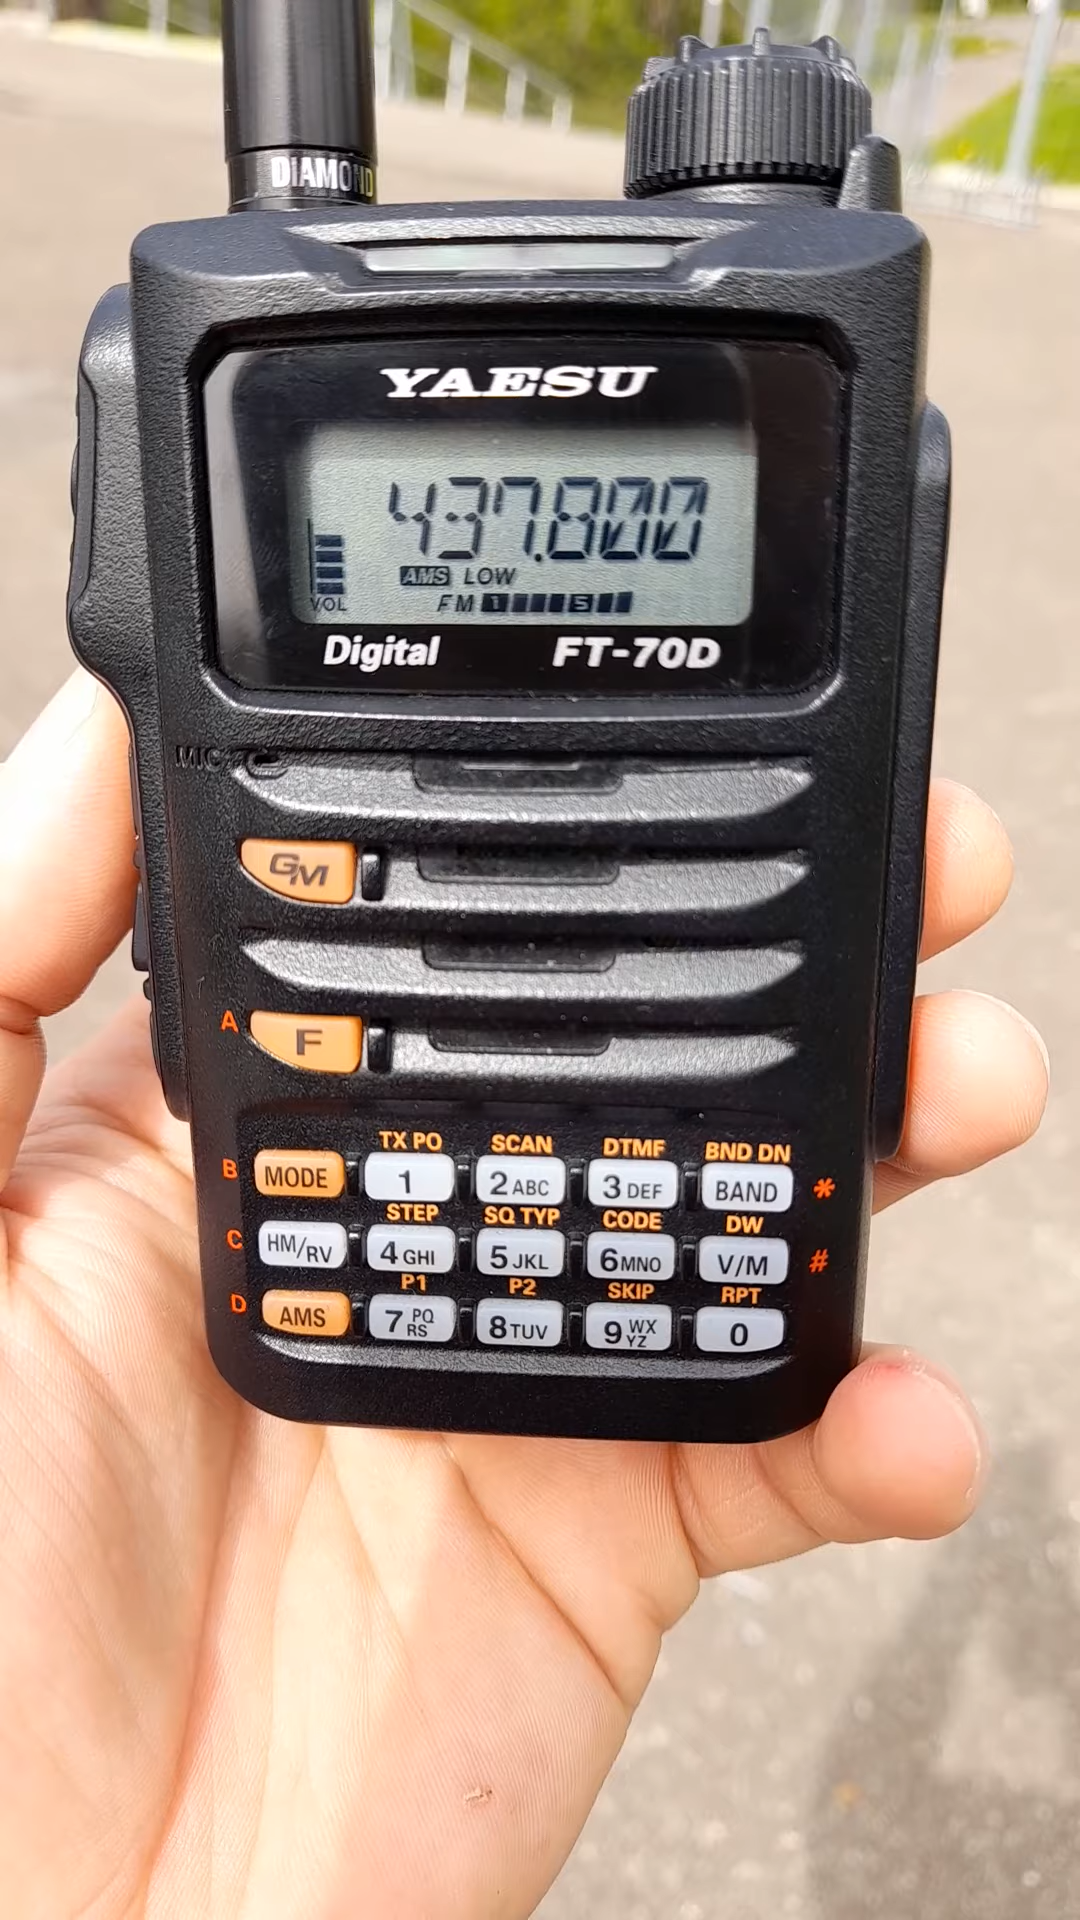 DIAMOND
YAESU
437.800
AMS LOW
VOL
FM 1 5
Digital FT-70D
MIC
GM
A F
TX PO SCAN DTMF BND DN
B MODE 1 2ABC 3DEF BAND *
STEP SQ TYP CODE DW
C HM/RV 4GHI 5JKL 6MNO V/M #
P1 P2 SKIP RPT
D AMS 7PQRS 8TUV 9WXYZ 0